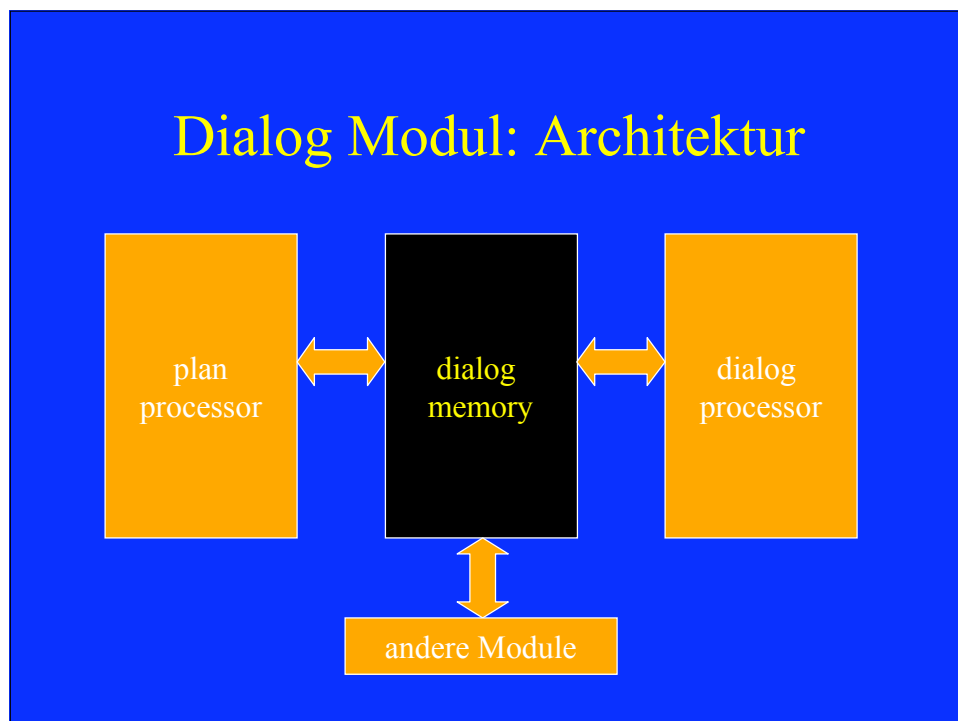 Dialog Modul: Architektur
plan
processor
dialog
memory
dialog
processor
andere Module